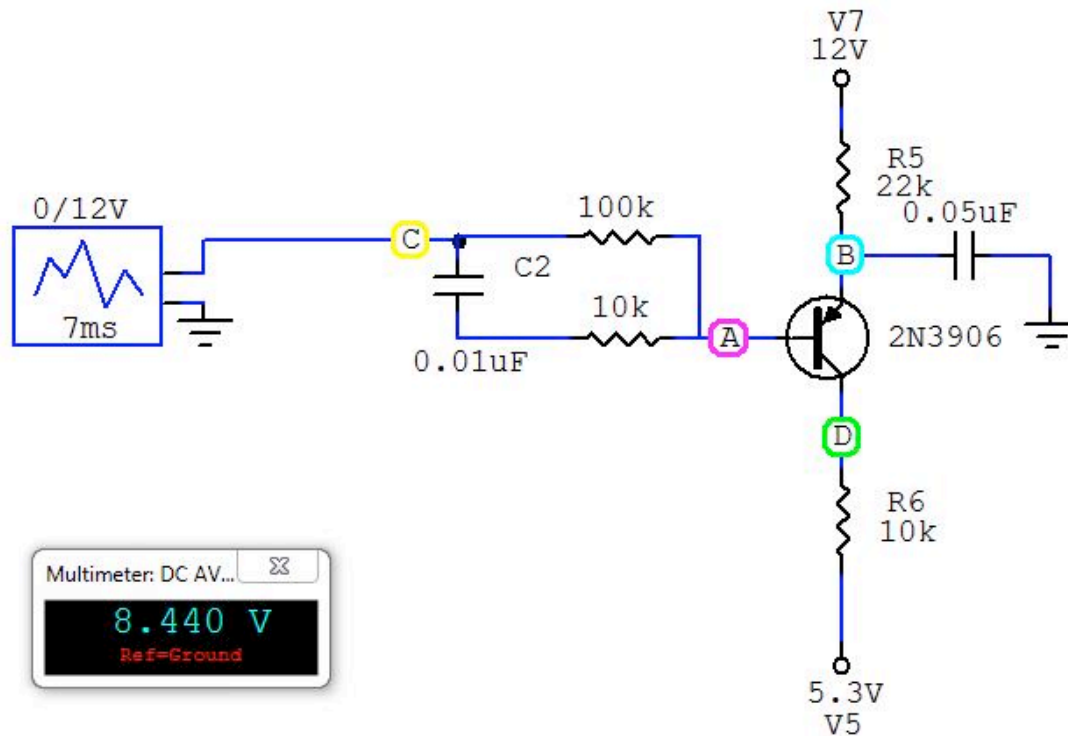 V7
12V
R5
22k
0.05uF
0/12V
100k
C
B
C2
7ms
10k
A
2N3906
0.01uF
D
R6
10k
Multimeter: DC AV...
8.440 V
Ref=Ground
5.3V
V5